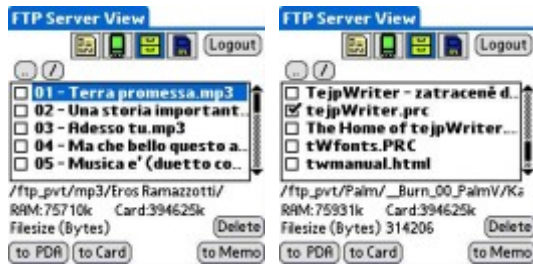 FTP Server View
Logout
..
/
01 - Terra promessa.mp3
02 - Una storia important..
03 - Adesso tu.mp3
04 - Ma che bello questo a..
05 - Musica e' (duetto co..
/ftp_pvt/mp3/Eros Ramazzotti/
RAM:75710k Card:394625k
Filesize (Bytes)
Delete
to PDA
to Card
to Memo
FTP Server View
Logout
..
/
TejpWriter - zatraceně d..
tejpWriter.prc
The Home of tejpWriter...
tWfonts.PRC
twmanual.html
/ftp_pvt/Palm/__Burn_00_PalmV/Ka
RAM:75931k Card:394625k
Filesize (Bytes) 314206
Delete
to PDA
to Card
to Memo